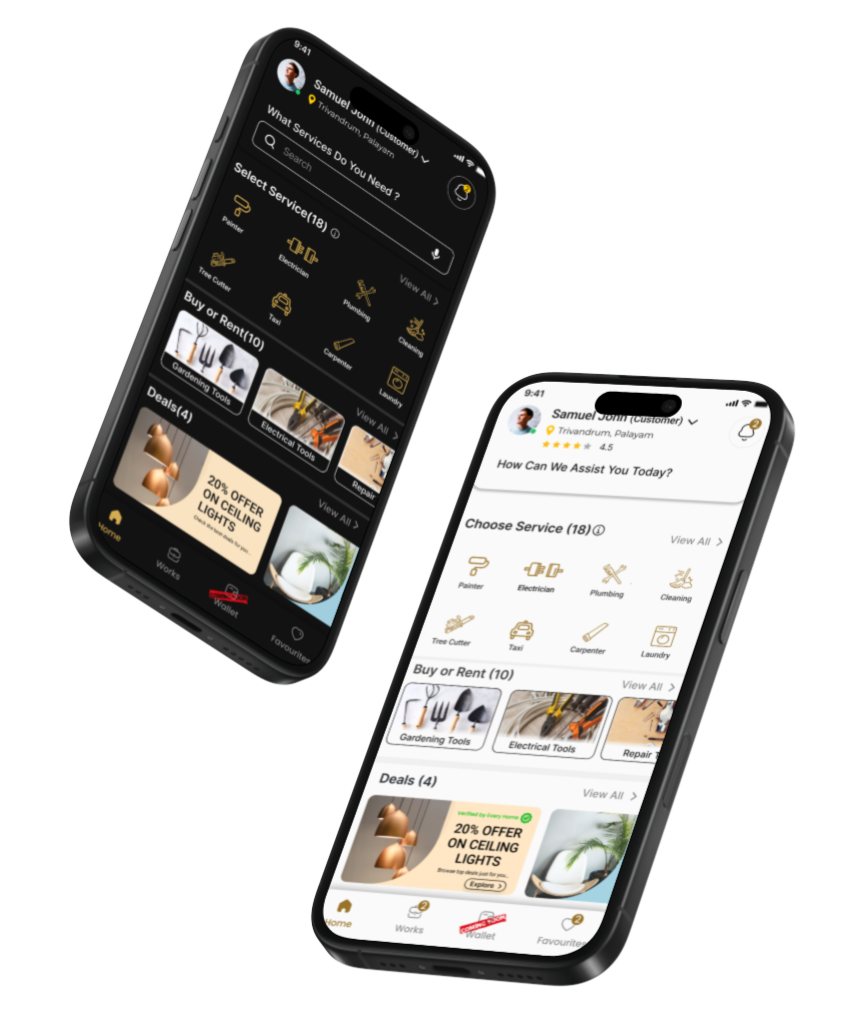 9:41
Samuel John (Customer)
Trivandrum, Palayam
What Services Do You Need ?
Search
2
Select Service(18)
View All >
Painter
Electrician
Plumbing
Cleaning
Tree Cutter
Taxi
Carpenter
Laundry
Buy or Rent(10)
View All >
Gardening Tools
Electrical Tools
Repair
Deals(4)
View All >
20% OFFER
ON CEILING
LIGHTS
Check the best deals for you...
Home
Works
Wallet
Favourites
9:41
Samuel John (Customer)
Trivandrum, Palayam
4.5
2
How Can We Assist You Today?
Choose Service (18)
View All >
Painter
Electrician
Plumbing
Cleaning
Tree Cutter
Taxi
Carpenter
Laundry
Buy or Rent (10)
View All >
Gardening Tools
Electrical Tools
Repair T
Deals (4)
View All >
20% OFFER
ON CEILING
LIGHTS
Browse top deals just for you...
Explore >
2
2
COMING SOON
Home
Works
Wallet
Favourites